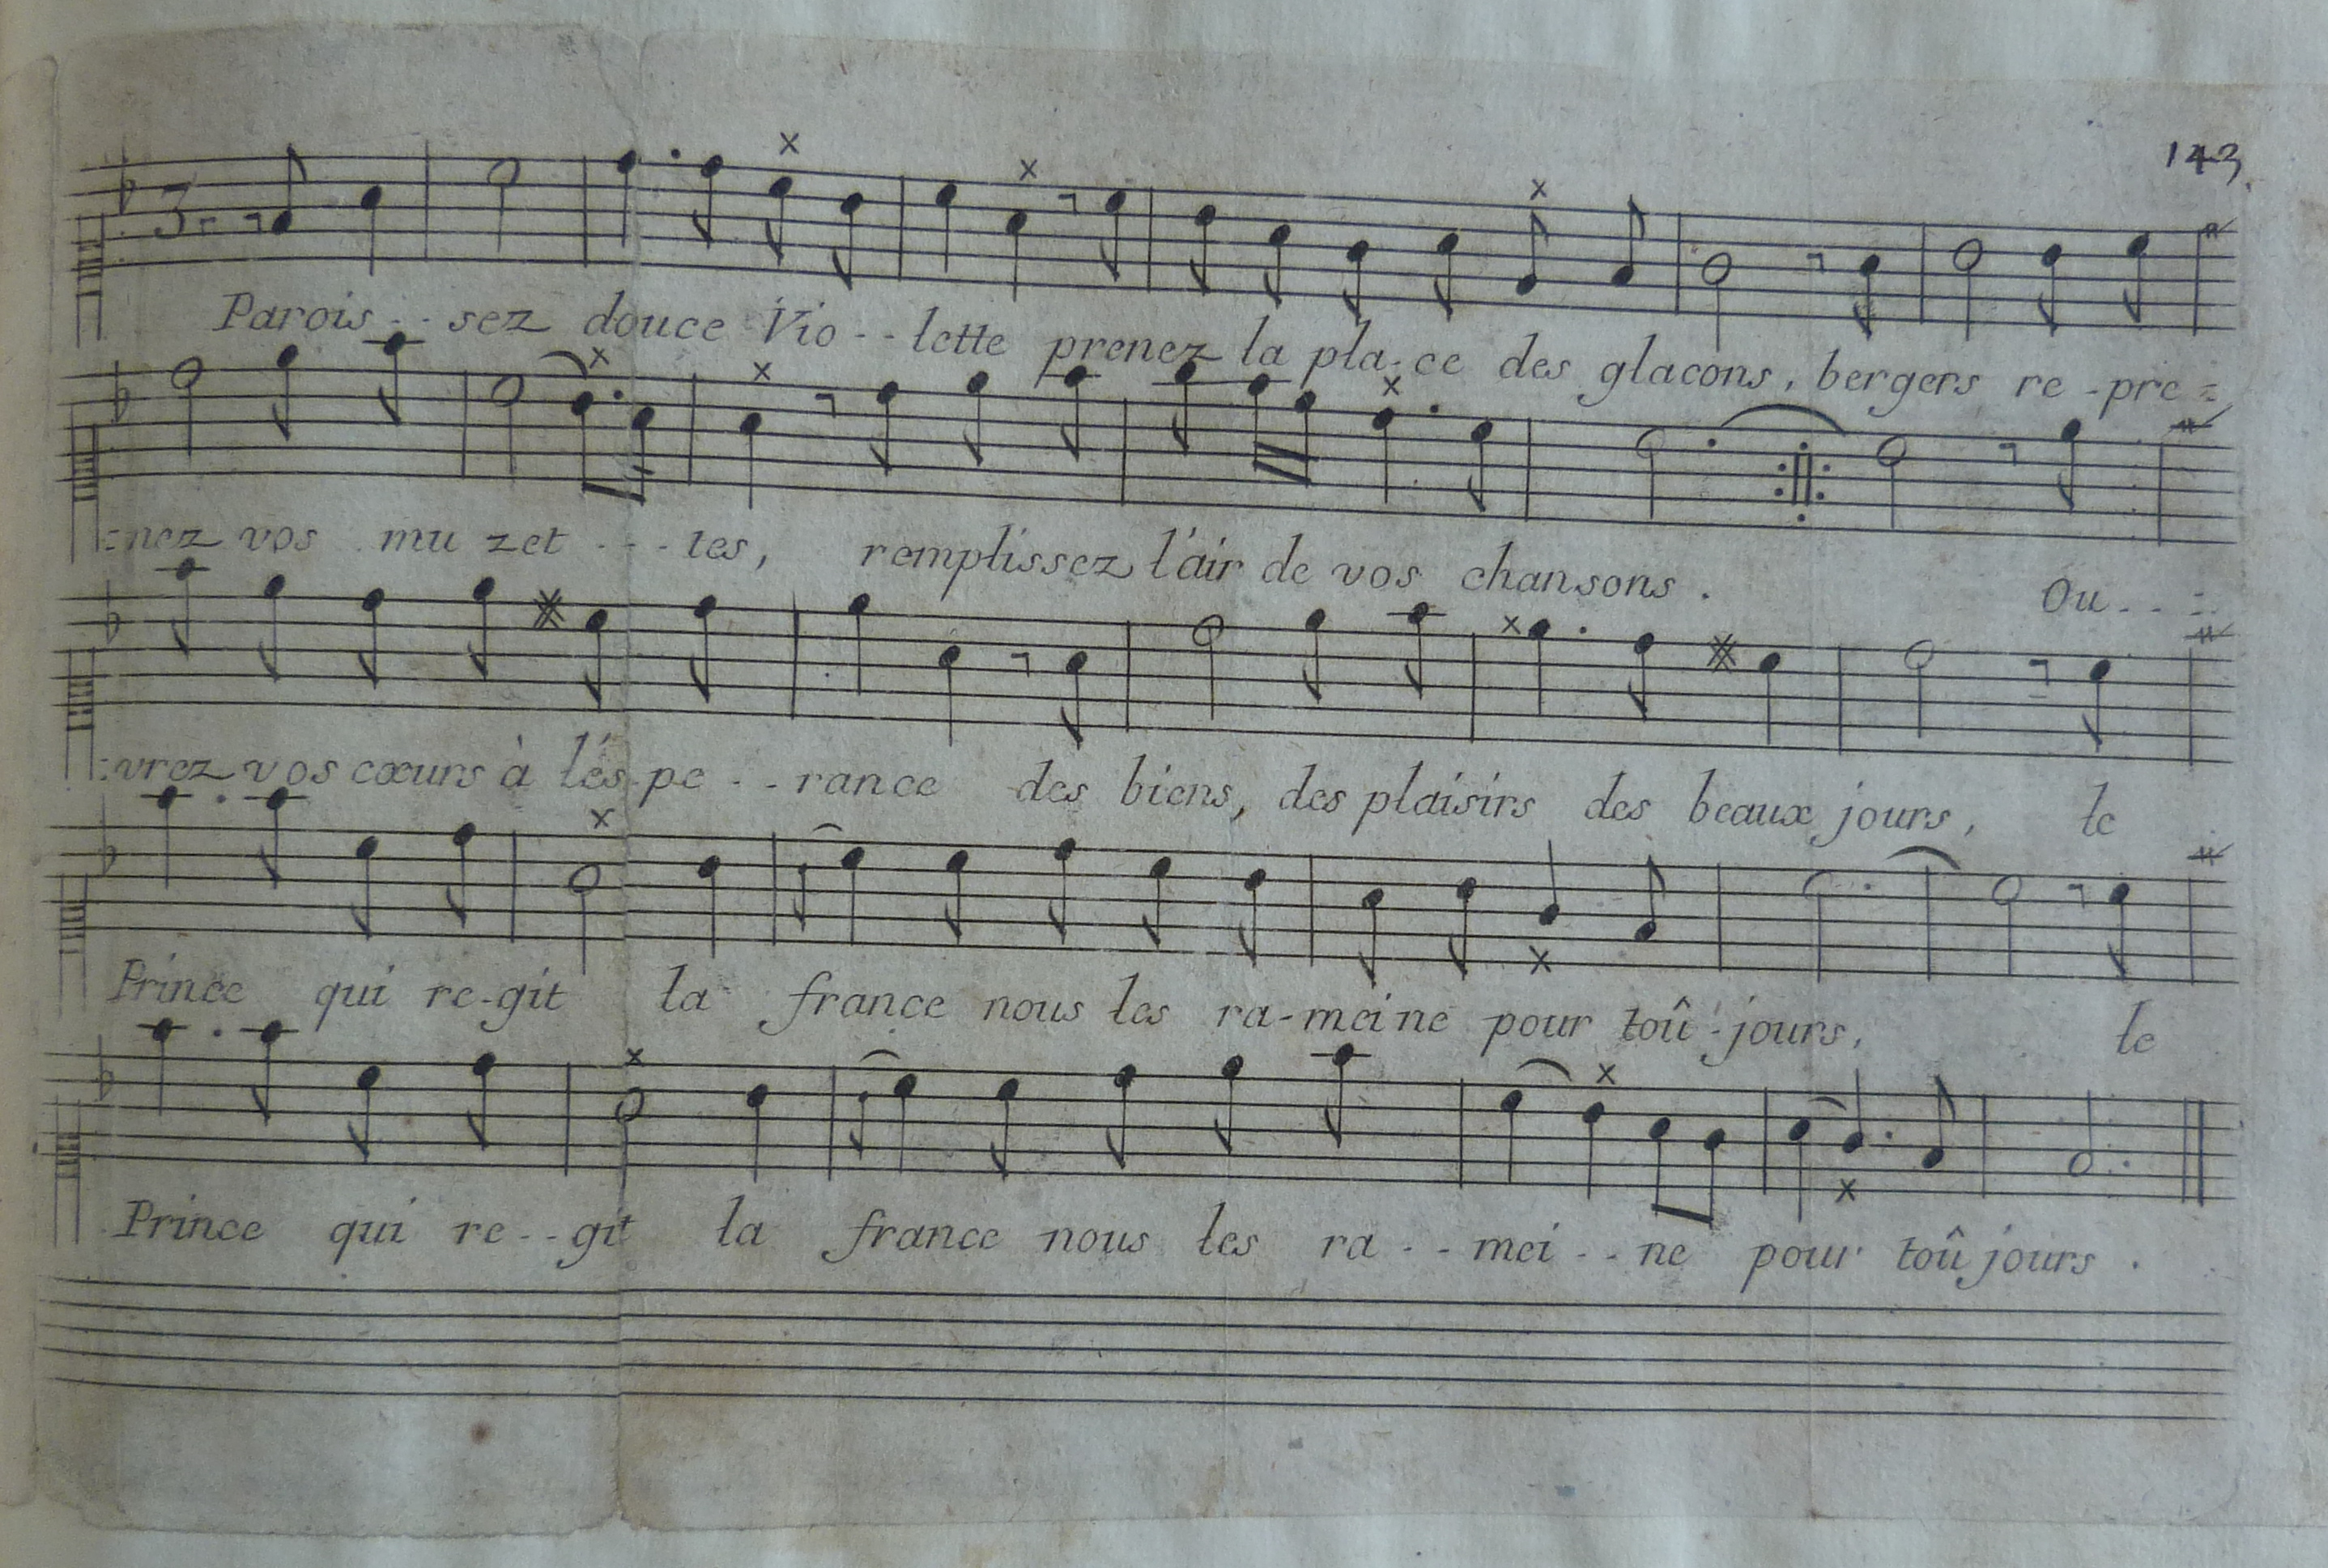 143
3
Parois - - sez douce Vio - - lette prenez la pla - ce des glacons, bergers re - pre =
= nez vos mu zet - - - tes, remplissez l'air de vos chansons. Ou - - =
= vrez vos cœurs à lés - pe - - rance des biens, des plaisirs des beaux jours, le
Prince qui re - git la france nous les ra - meine pour toû - jours, le
Prince qui re - - git la france nous les ra - - mei - - ne pour toû jours.